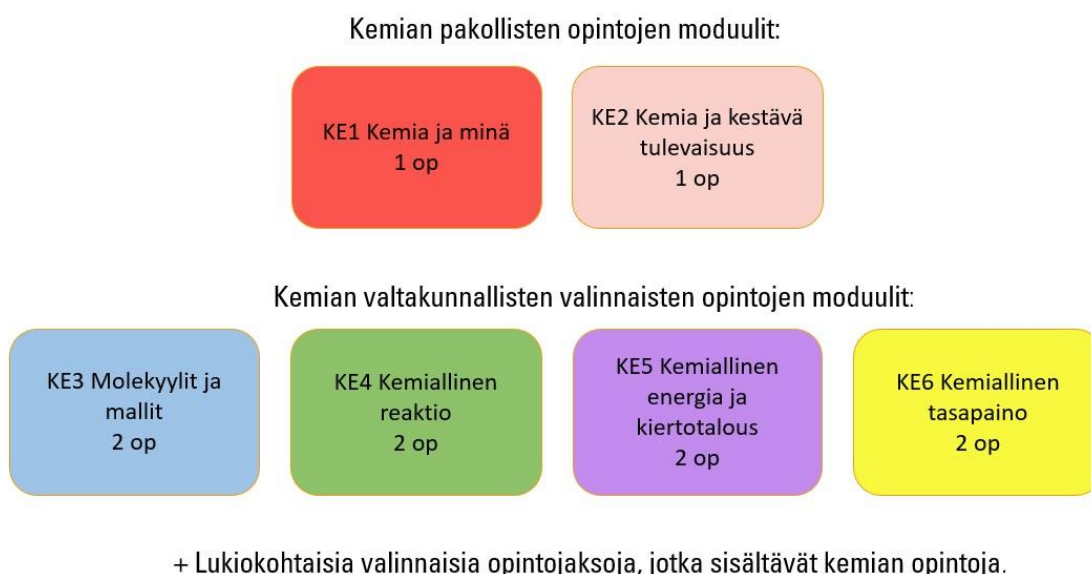 Kemian pakollisten opintojen moduulit:
KE1 Kemia ja minä
1 op
KE2 Kemia ja kestävä
tulevaisuus
1 op
Kemian valtakunnallisten valinnaisten opintojen moduulit:
KE3 Molekyylit ja
mallit
2 op
KE4 Kemiallinen
reaktio
2 op
KE5 Kemiallinen
energia ja
kiertotalous
2 op
KE6 Kemiallinen
tasapaino
2 op
+ Lukiokohtaisia valinnaisia opintojaksoja, jotka sisältävät kemian opintoja.